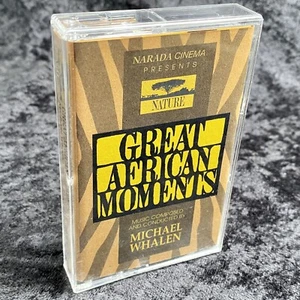 NARADA CINEMA
PRESENTS
NATURE
GREAT
AFRICAN
MOMENTS
MUSIC COMPOSED
AND CONDUCTED BY
MICHAEL
WHALEN